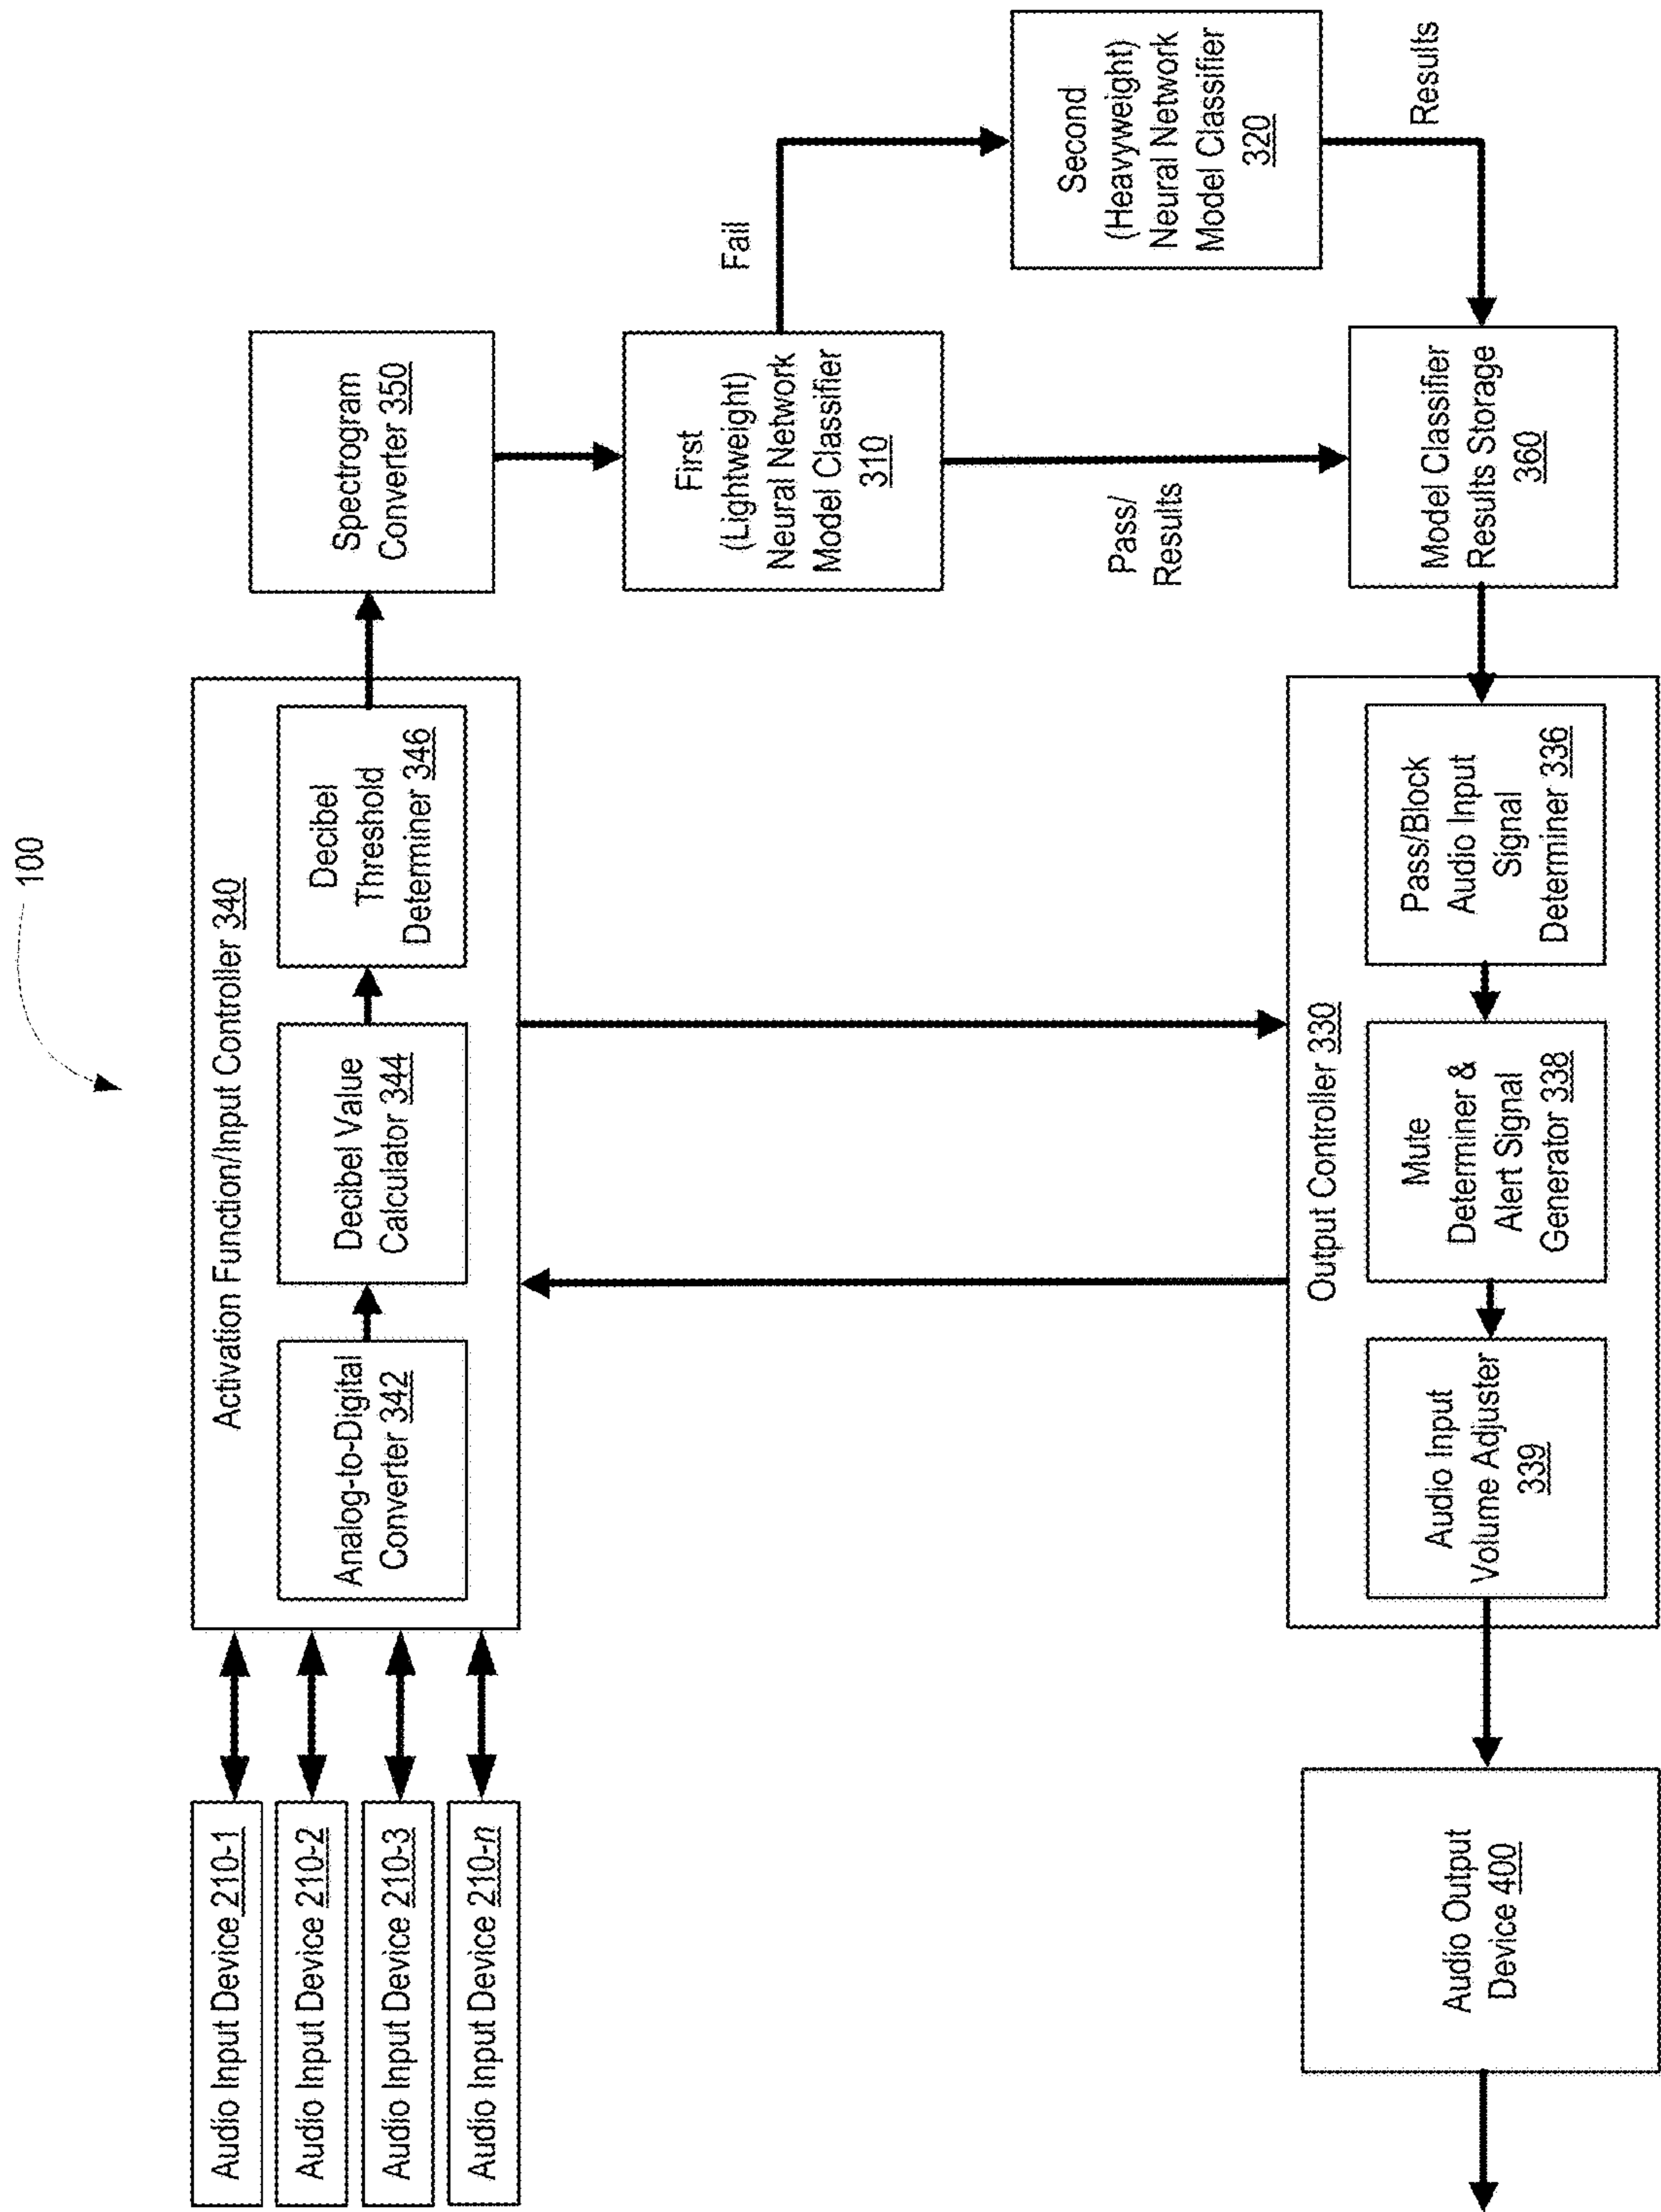 100
Audio Input Device 210-1
Audio Input Device 210-2
Audio Input Device 210-3
Audio Input Device 210-n
Activation Function/Input Controller 340
Analog-to-Digital
Converter 342
Decibel Value
Calculator 344
Decibel
Threshold
Determiner 346
Spectrogram
Converter 350
First
(Lightweight)
Neural Network
Model Classifier
310
Fail
Second
(Heavyweight)
Neural Network
Model Classifier
320
Pass/
Results
Results
Model Classifier
Results Storage
360
Output Controller 330
Pass/Block
Audio Input
Signal
Determiner 336
Mute
Determiner &
Alert Signal
Generator 338
Audio Input
Volume Adjuster
339
Audio Output
Device 400